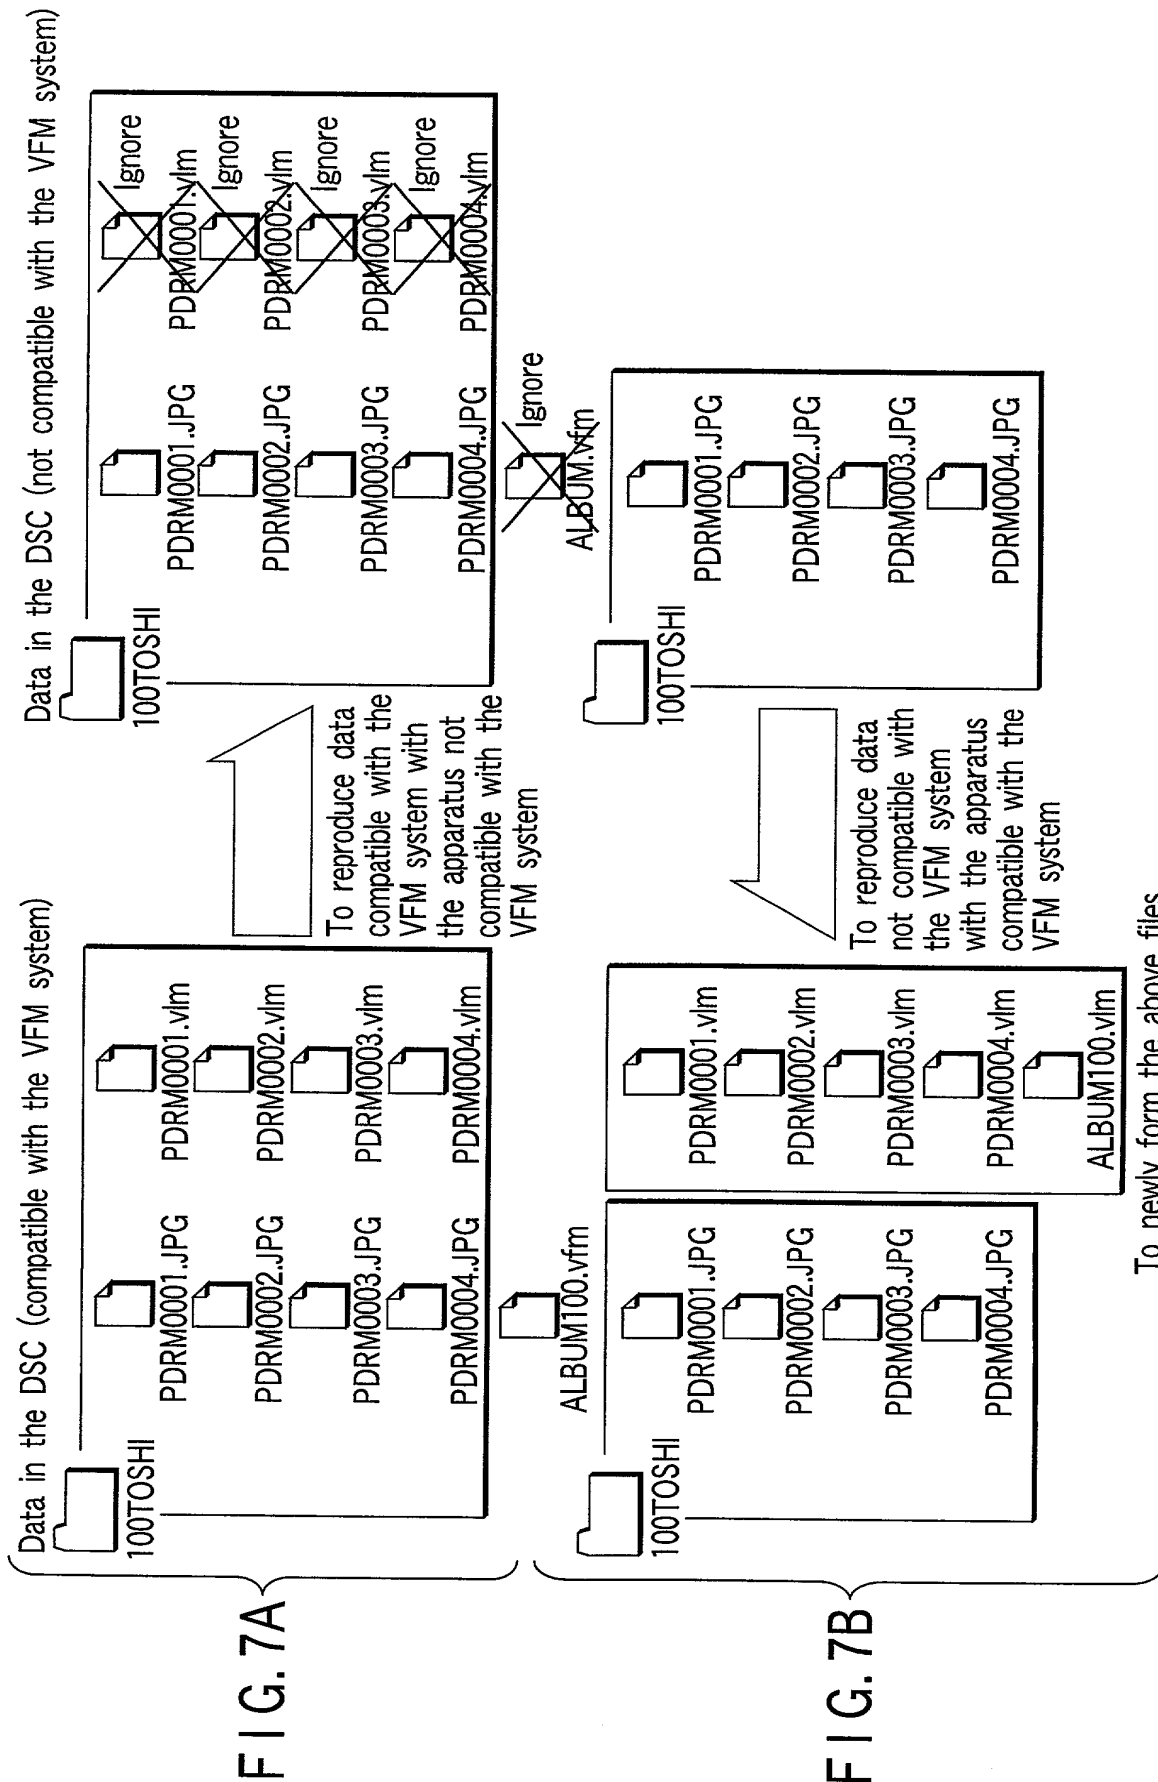 Data in the DSC (compatible with the VFM system)
Data in the DSC (not compatible with the VFM system)
FIG. 7A
100TOSHI
PDRM0001.JPG
PDRM0001.vlm
PDRM0002.JPG
PDRM0002.vlm
PDRM0003.JPG
PDRM0003.vlm
PDRM0004.JPG
PDRM0004.vlm
ALBUM100.vfm
To reproduce data
compatible with the
VFM system with
the apparatus not
compatible with the
VFM system
100TOSHI
PDRM0001.JPG
Ignore
PDRM0001.vlm
PDRM0002.JPG
Ignore
PDRM0002.vlm
PDRM0003.JPG
Ignore
PDRM0003.vlm
PDRM0004.JPG
Ignore
PDRM0004.vlm
Ignore
ALBUM.vfm
FIG. 7B
100TOSHI
PDRM0001.JPG
PDRM0002.JPG
PDRM0003.JPG
PDRM0004.JPG
PDRM0001.vlm
PDRM0002.vlm
PDRM0003.vlm
PDRM0004.vlm
ALBUM100.vlm
To newly form the above files
To reproduce data
not compatible with
the VFM system
with the apparatus
compatible with the
VFM system
100TOSHI
PDRM0001.JPG
PDRM0002.JPG
PDRM0003.JPG
PDRM0004.JPG